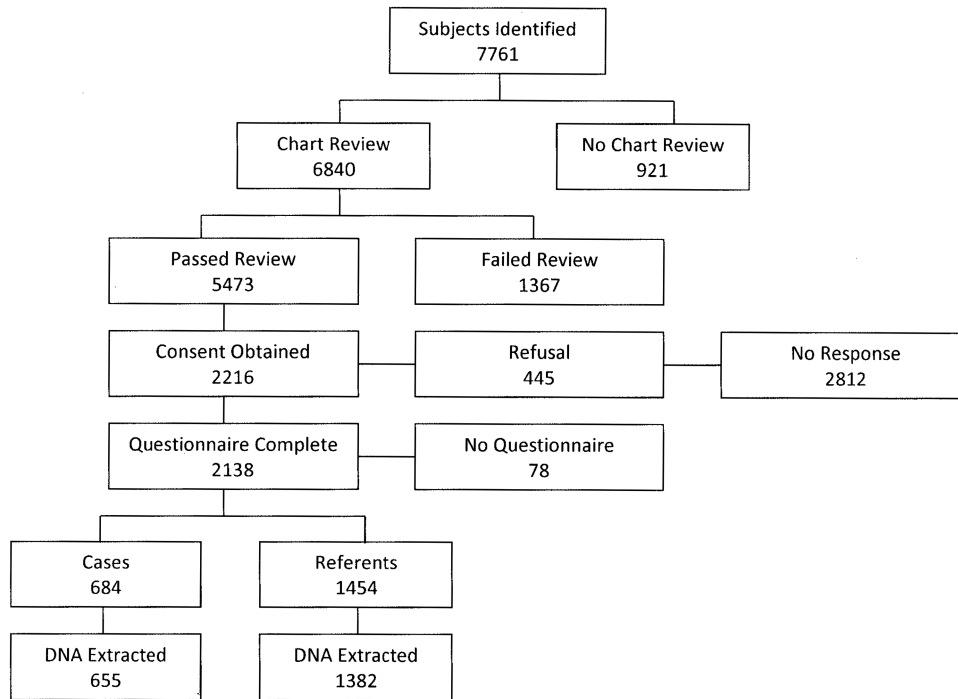 Subjects Identified
7761
Chart Review
6840
No Chart Review
921
Passed Review
5473
Failed Review
1367
Consent Obtained
2216
Refusal
445
No Response
2812
Questionnaire Complete
2138
No Questionnaire
78
Cases
684
Referents
1454
DNA Extracted
655
DNA Extracted
1382